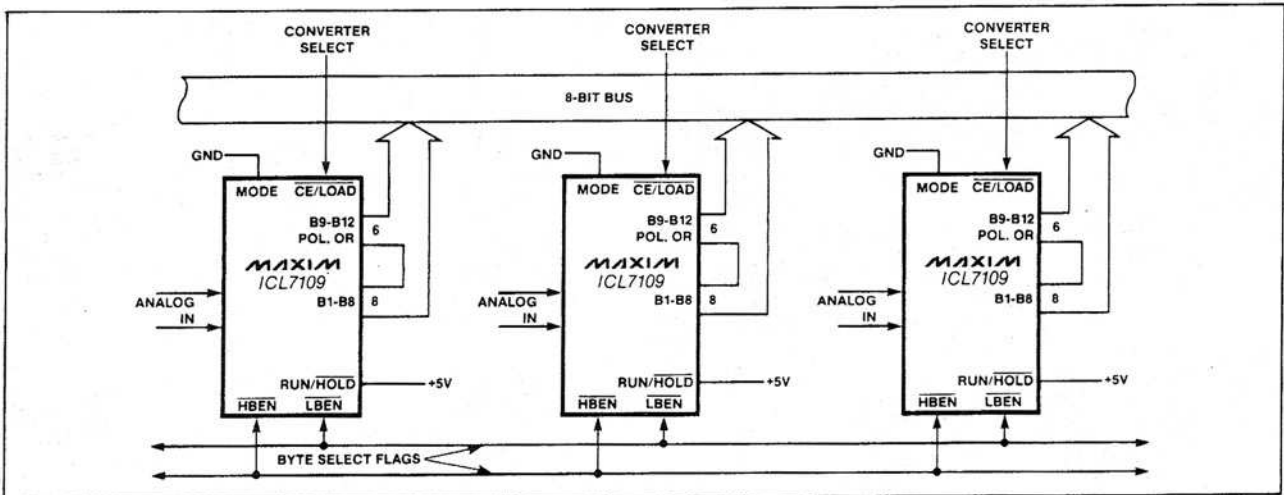 CONVERTER
SELECT
CONVERTER
SELECT
CONVERTER
SELECT
8-BIT BUS
GND
MODE CE/LOAD
B9-B12
POL. OR
6
MAXIM
ICL7109
B1-B8
8
ANALOG
IN
RUN/HOLD
+5V
HBEN LBEN
GND
MODE CE/LOAD
B9-B12
POL. OR
6
MAXIM
ICL7109
B1-B8
8
ANALOG
IN
RUN/HOLD
+5V
HBEN LBEN
GND
MODE CE/LOAD
B9-B12
POL. OR
6
MAXIM
ICL7109
B1-B8
8
ANALOG
IN
RUN/HOLD
+5V
HBEN LBEN
BYTE SELECT FLAGS